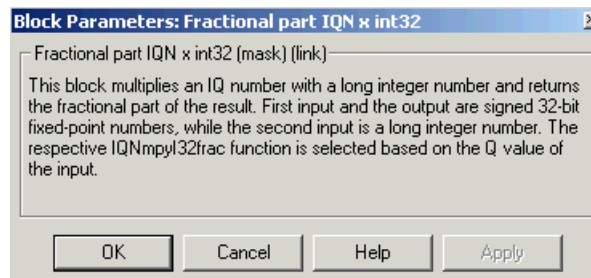 Block Parameters: Fractional part IQN x int32
Fractional part IQN x int32 (mask) (link)
This block multiplies an IQ number with a long integer number and returns
the fractional part of the result. First input and the output are signed 32-bit
fixed-point numbers, while the second input is a long integer number. The
respective IQNmpyI32frac function is selected based on the Q value of
the input.
OK Cancel Help Apply